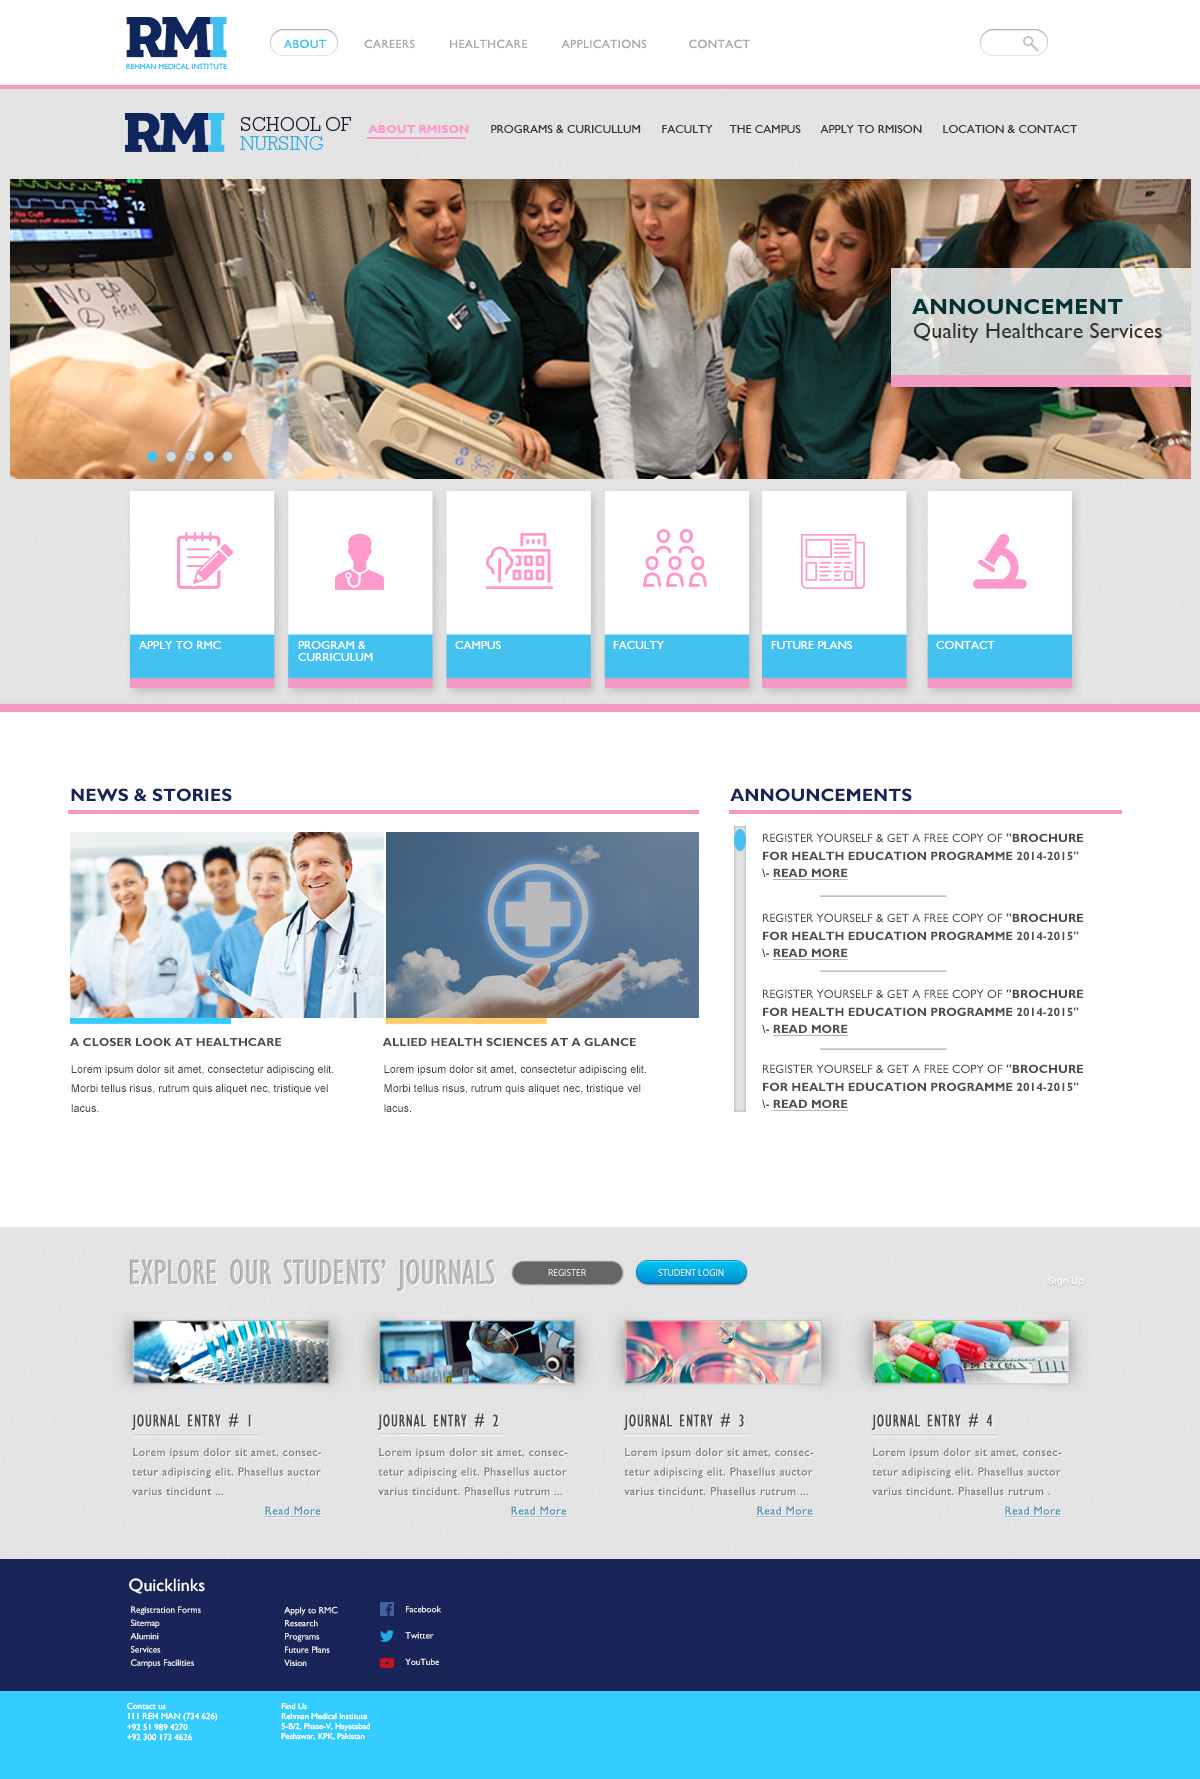 RMI
REHMAN MEDICAL INSTITUTE
ABOUT
CAREERS
HEALTHCARE
APPLICATIONS
CONTACT
RMI
SCHOOL OF
NURSING
ABOUT RMISON
PROGRAMS & CURICULLUM
FACULTY
THE CAMPUS
APPLY TO RMISON
LOCATION & CONTACT
36
12
No BP
L ARM
ANNOUNCEMENT
Quality Healthcare Services
APPLY TO RMC
PROGRAM &
CURRICULUM
CAMPUS
FACULTY
FUTURE PLANS
CONTACT
NEWS & STORIES
A CLOSER LOOK AT HEALTHCARE
Lorem ipsum dolor sit amet, consectetur adipiscing elit.
Morbi tellus risus, rutrum quis aliquet nec, tristique vel
lacus.
ALLIED HEALTH SCIENCES AT A GLANCE
Lorem ipsum dolor sit amet, consectetur adipiscing elit.
Morbi tellus risus, rutrum quis aliquet nec, tristique vel
lacus.
ANNOUNCEMENTS
REGISTER YOURSELF & GET A FREE COPY OF "BROCHURE
FOR HEALTH EDUCATION PROGRAMME 2014-2015"
\- READ MORE
REGISTER YOURSELF & GET A FREE COPY OF "BROCHURE
FOR HEALTH EDUCATION PROGRAMME 2014-2015"
\- READ MORE
REGISTER YOURSELF & GET A FREE COPY OF "BROCHURE
FOR HEALTH EDUCATION PROGRAMME 2014-2015"
\- READ MORE
REGISTER YOURSELF & GET A FREE COPY OF "BROCHURE
FOR HEALTH EDUCATION PROGRAMME 2014-2015"
\- READ MORE
EXPLORE OUR STUDENTS' JOURNALS
REGISTER
STUDENT LOGIN
Sign Up
JOURNAL ENTRY # 1
Lorem ipsum dolor sit amet, consec-
tetur adipiscing elit. Phasellus auctor
varius tincidunt ...
Read More
JOURNAL ENTRY # 2
Lorem ipsum dolor sit amet, consec-
tetur adipiscing elit. Phasellus auctor
varius tincidunt. Phasellus rutrum ...
Read More
JOURNAL ENTRY # 3
Lorem ipsum dolor sit amet, consec-
tetur adipiscing elit. Phasellus auctor
varius tincidunt. Phasellus rutrum ...
Read More
JOURNAL ENTRY # 4
Lorem ipsum dolor sit amet, consec-
tetur adipiscing elit. Phasellus auctor
varius tincidunt. Phasellus rutrum .
Read More
Quicklinks
Registration Forms
Sitemap
Alumini
Services
Campus Facilities
Apply to RMC
Research
Programs
Future Plans
Vision
Facebook
Twitter
YouTube
Contact us
111 REH MAN (734 626)
+92 51 989 4270
+92 300 173 4626
Find Us
Rehman Medical Institute
5-B/2, Phase-V, Hayatabad
Peshawar, KPK, Pakistan